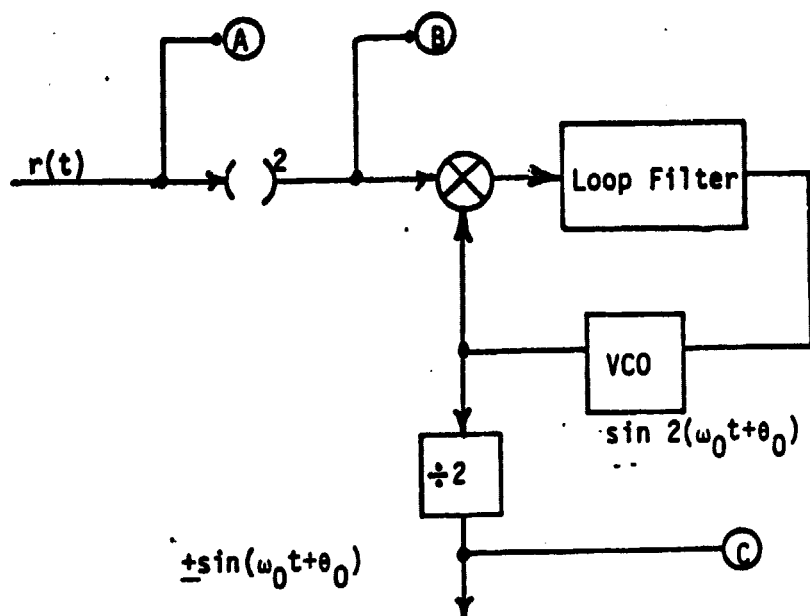 A
B
r(t)
( )²
Loop Filter
VCO
sin 2(ω₀t+θ₀)
÷2
±sin(ω₀t+θ₀)
C